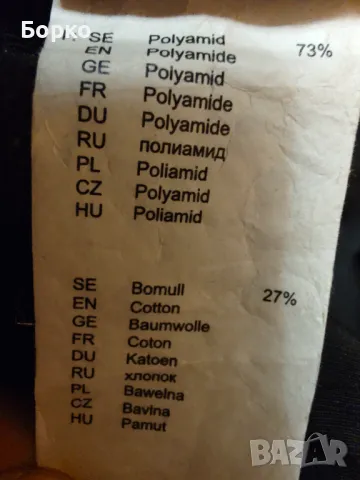 Борко
SE Polyamid 73%
EN Polyamide
GE Polyamid
FR Polyamide
DU Polyamide
RU полиамид
PL Poliamid
CZ Polyamid
HU Poliamid
SE Bomull 27%
EN Cotton
GE Baumwolle
FR Coton
DU Katoen
RU хлопок
PL Bawelna
CZ Bavlna
HU Pamut
BAZAR